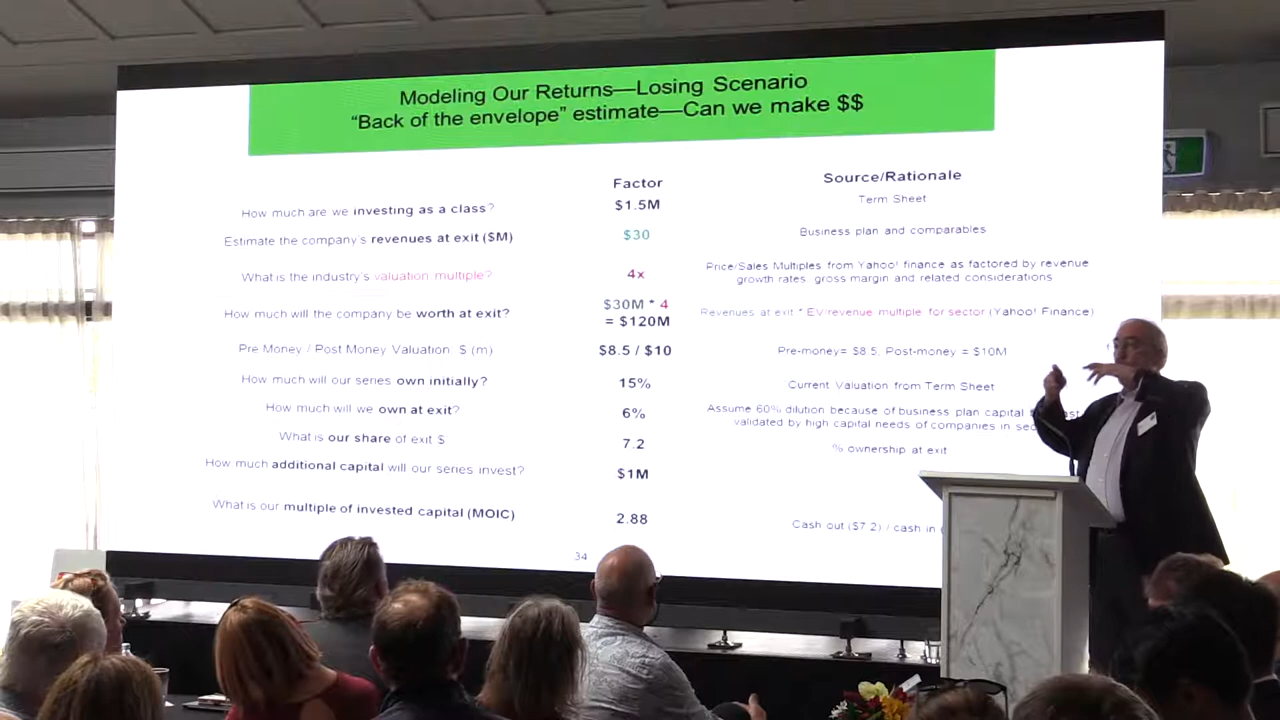 Modeling Our Returns—Losing Scenario
“Back of the envelope” estimate—Can we make $$
Factor Source/Rationale
How much are we investing as a class? $1.5M Term Sheet
Estimate the company's revenues at exit ($M) $30 Business plan and comparables
What is the industry's valuation multiple? 4x Price/Sales Multiples from Yahoo! finance as factored by revenue
growth rates, gross margin and related considerations
How much will the company be worth at exit? $30M * 4
= $120M Revenues at exit * EV/revenue multiple for sector (Yahoo! Finance)
Pre Money / Post Money Valuation $ (m) $8.5 / $10 Pre-money= $8.5, Post-money = $10M
How much will our series own initially? 15% Current Valuation from Term Sheet
How much will we own at exit? 6% Assume 60% dilution because of business plan capital
validated by high capital needs of companies in
What is our share of exit $ 7.2 % ownership at exit
How much additional capital will our series invest? $1M
What is our multiple of invested capital (MOIC) 2.88 Cash out ($7.2) / cash in
34